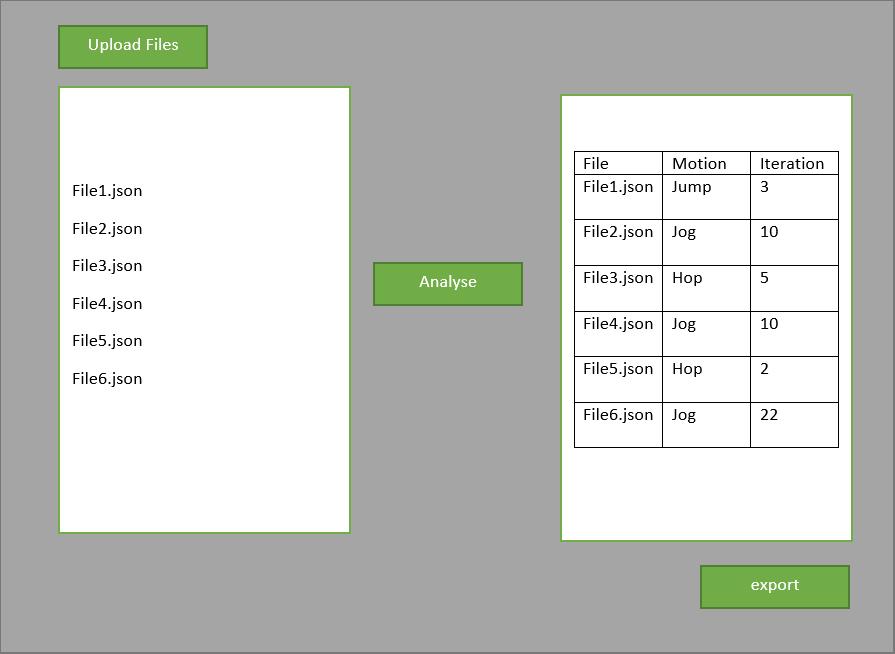 Upload Files
File1.json
File2.json
File3.json
File4.json
File5.json
File6.json
Analyse
File Motion Iteration
File1.json Jump 3
File2.json Jog 10
File3.json Hop 5
File4.json Jog 10
File5.json Hop 2
File6.json Jog 22
export